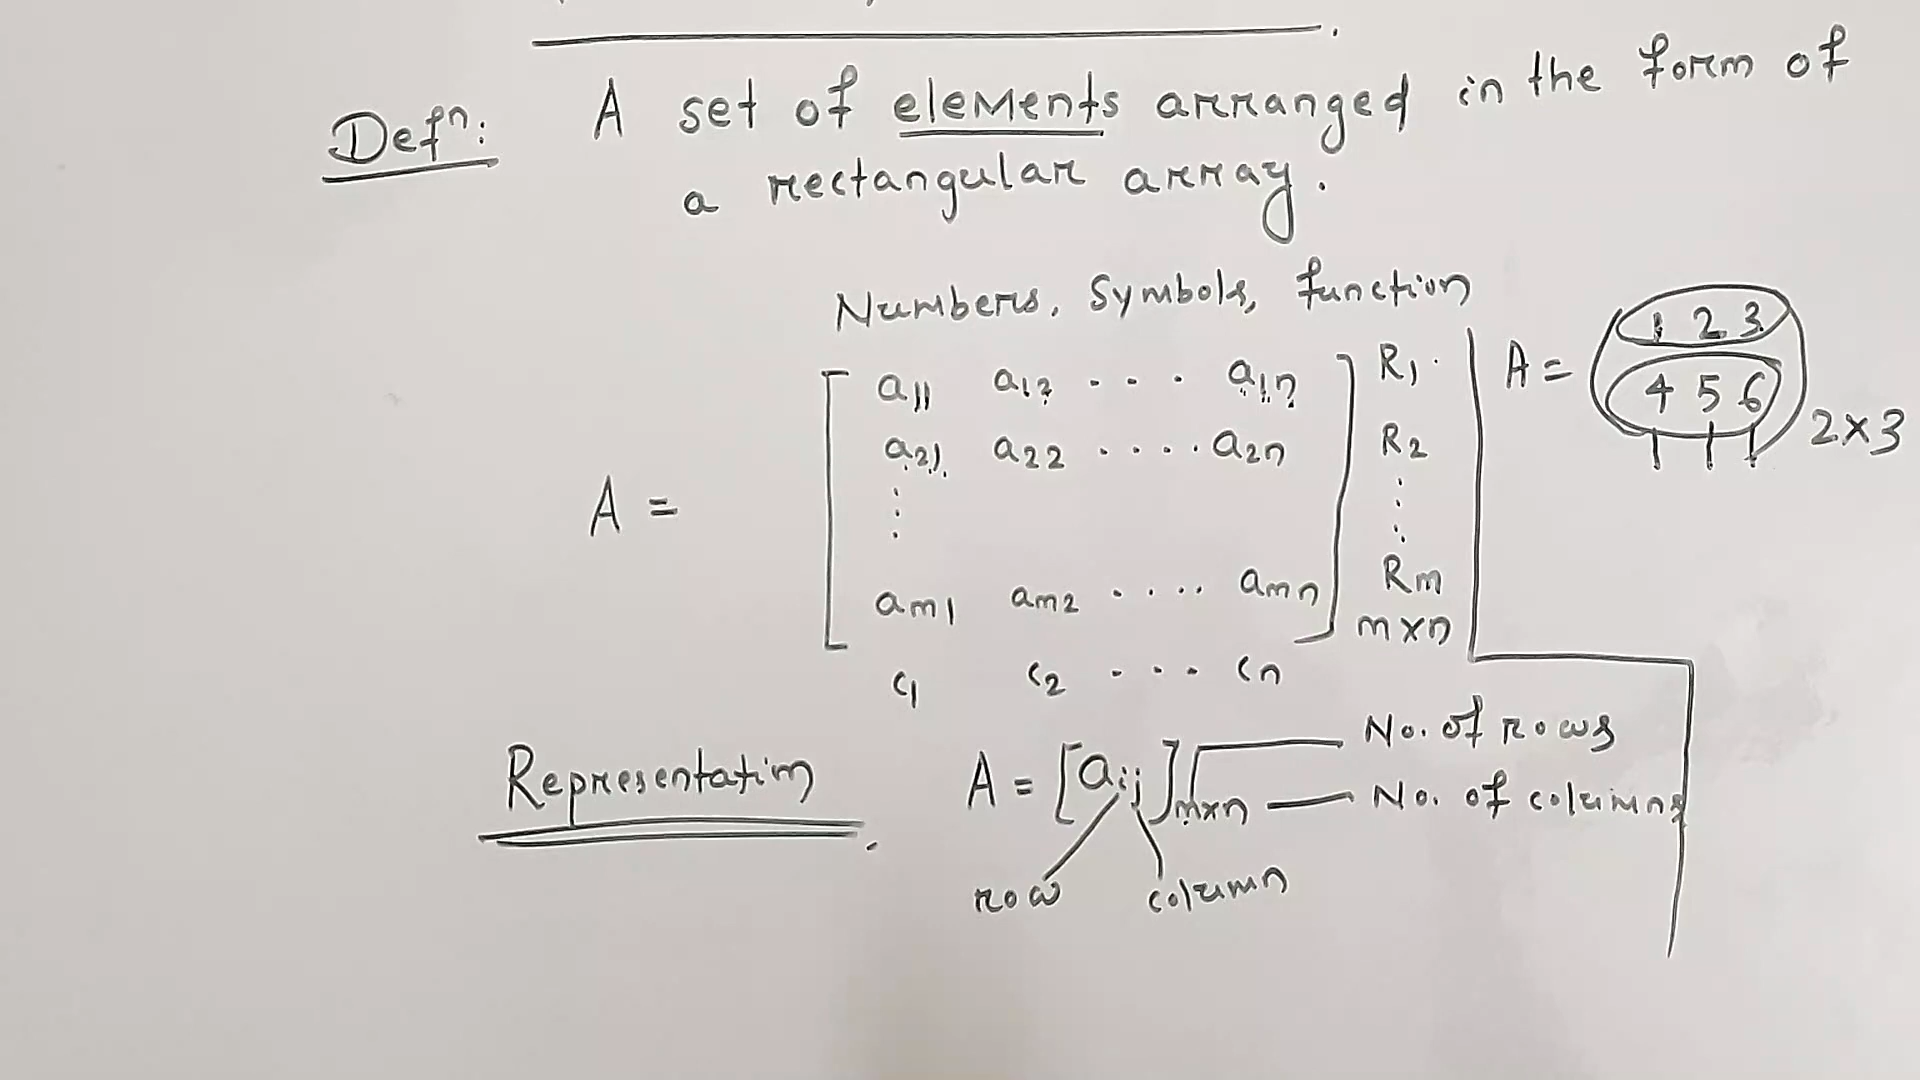 Defⁿ: A set of elements arranged in the form of
a rectangular array.
Numbers, Symbols, function
A =
a11 a12 . . . a1n R1
a21 a22 . . . . a2n R2
⋮ ⋮
am1 am2 . . . . amn Rm
m×n
c1 c2 . . . cn
A =
1 2 3
4 5 6
2×3
Representation
A = [aij]m×n
No. of rows
No. of columns
row column